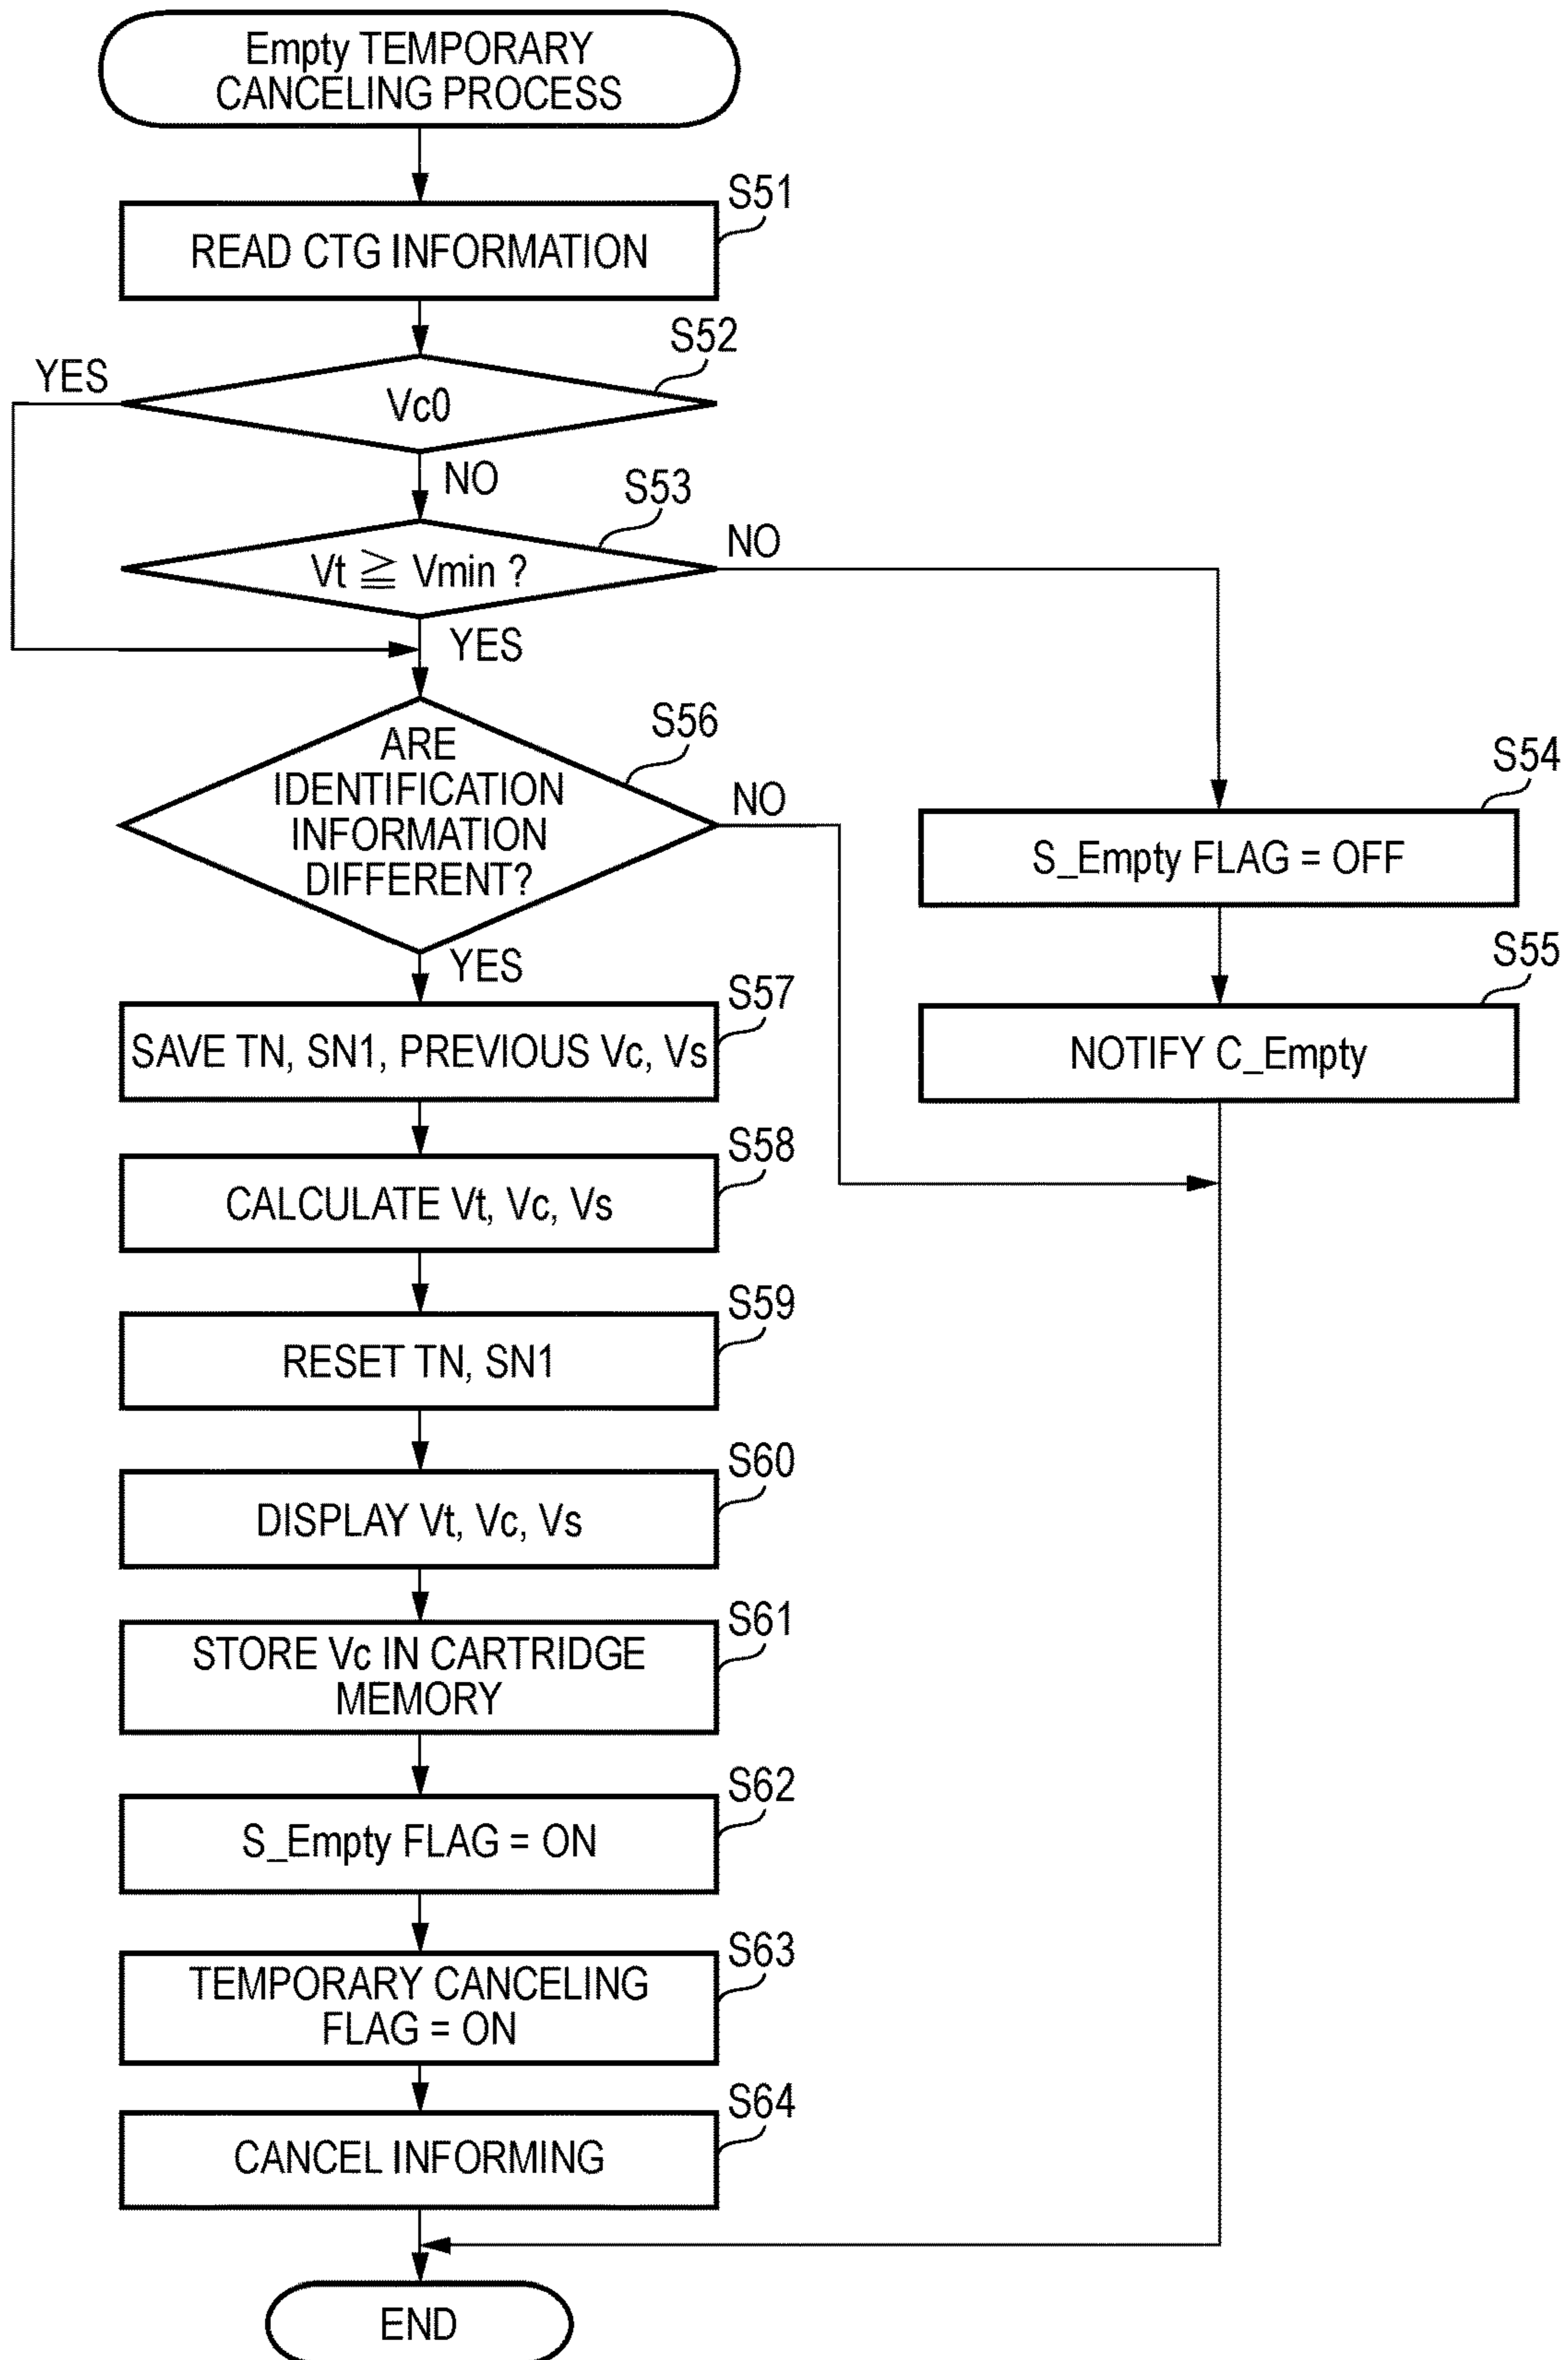 Empty TEMPORARY
CANCELING PROCESS
S51
READ CTG INFORMATION
S52
YES
Vc0
NO
S53
NO
Vt ≧ Vmin ?
YES
S56
ARE
IDENTIFICATION
INFORMATION
DIFFERENT?
NO
YES
S54
S_Empty FLAG = OFF
S55
NOTIFY C_Empty
S57
SAVE TN, SN1, PREVIOUS Vc, Vs
S58
CALCULATE Vt, Vc, Vs
S59
RESET TN, SN1
S60
DISPLAY Vt, Vc, Vs
S61
STORE Vc IN CARTRIDGE
MEMORY
S62
S_Empty FLAG = ON
S63
TEMPORARY CANCELING
FLAG = ON
S64
CANCEL INFORMING
END